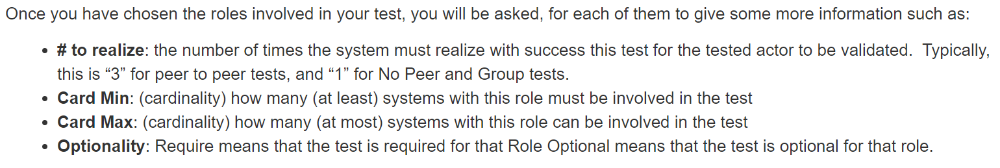 Once you have chosen the roles involved in your test, you will be asked, for each of them to give some more information such as:
• # to realize: the number of times the system must realize with success this test for the tested actor to be validated.  Typically,
this is “3” for peer to peer tests, and “1” for No Peer and Group tests.
• Card Min: (cardinality) how many (at least) systems with this role must be involved in the test
• Card Max: (cardinality) how many (at most) systems with this role can be involved in the test
• Optionality: Require means that the test is required for that Role Optional means that the test is optional for that role.